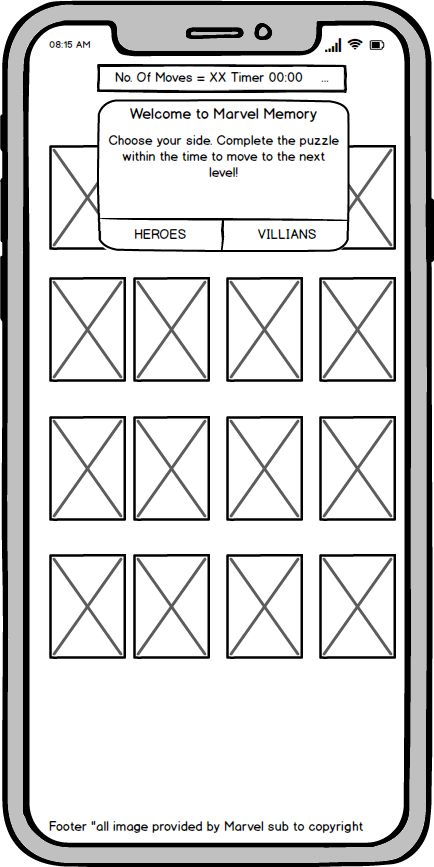 08:15 AM
No. Of Moves = XX Timer 00:00 ...
Welcome to Marvel Memory
Choose your side. Complete the puzzle
within the time to move to the next
level!
HEROES VILLIANS
Footer "all image provided by Marvel sub to copyright